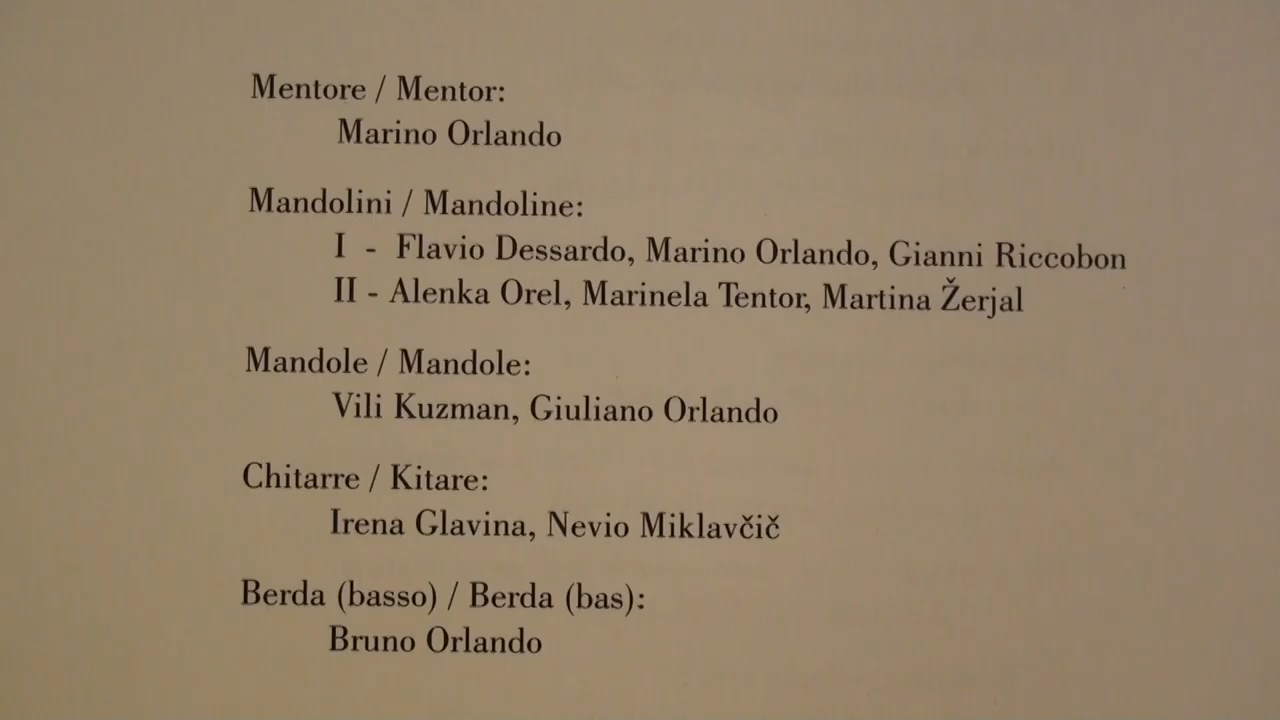 Mentore / Mentor:
Marino Orlando
Mandolini / Mandoline:
I - Flavio Dessardo, Marino Orlando, Gianni Riccobon
II - Alenka Orel, Marinela Tentor, Martina Žerjal
Mandole / Mandole:
Vili Kuzman, Giuliano Orlando
Chitarre / Kitare:
Irena Glavina, Nevio Miklavčič
Berda (basso) / Berda (bas):
Bruno Orlando